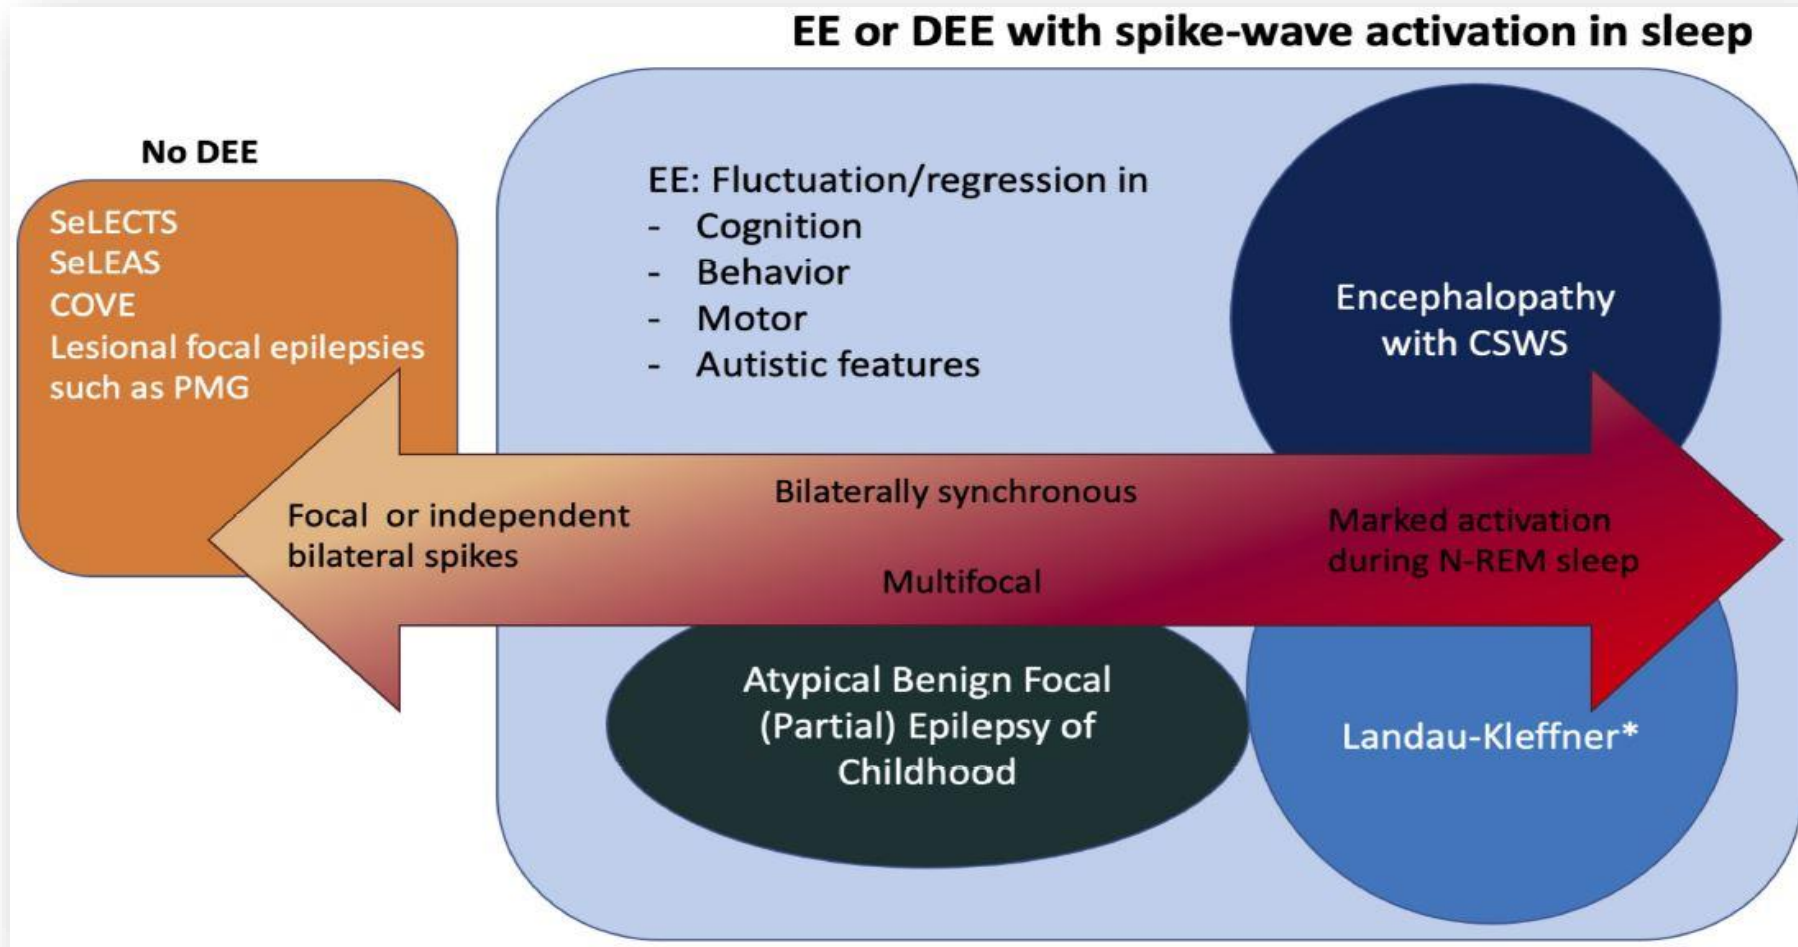 EE or DEE with spike-wave activation in sleep
No DEE
SeLECTS
SeLEAS
COVE
Lesional focal epilepsies
such as PMG
EE: Fluctuation/regression in
- Cognition
- Behavior
- Motor
- Autistic features
Encephalopathy
with CSWS
Focal or independent
bilateral spikes
Bilaterally synchronous
Multifocal
Marked activation
during N-REM sleep
Atypical Benign Focal
(Partial) Epilepsy of
Childhood
Landau-Kleffner*